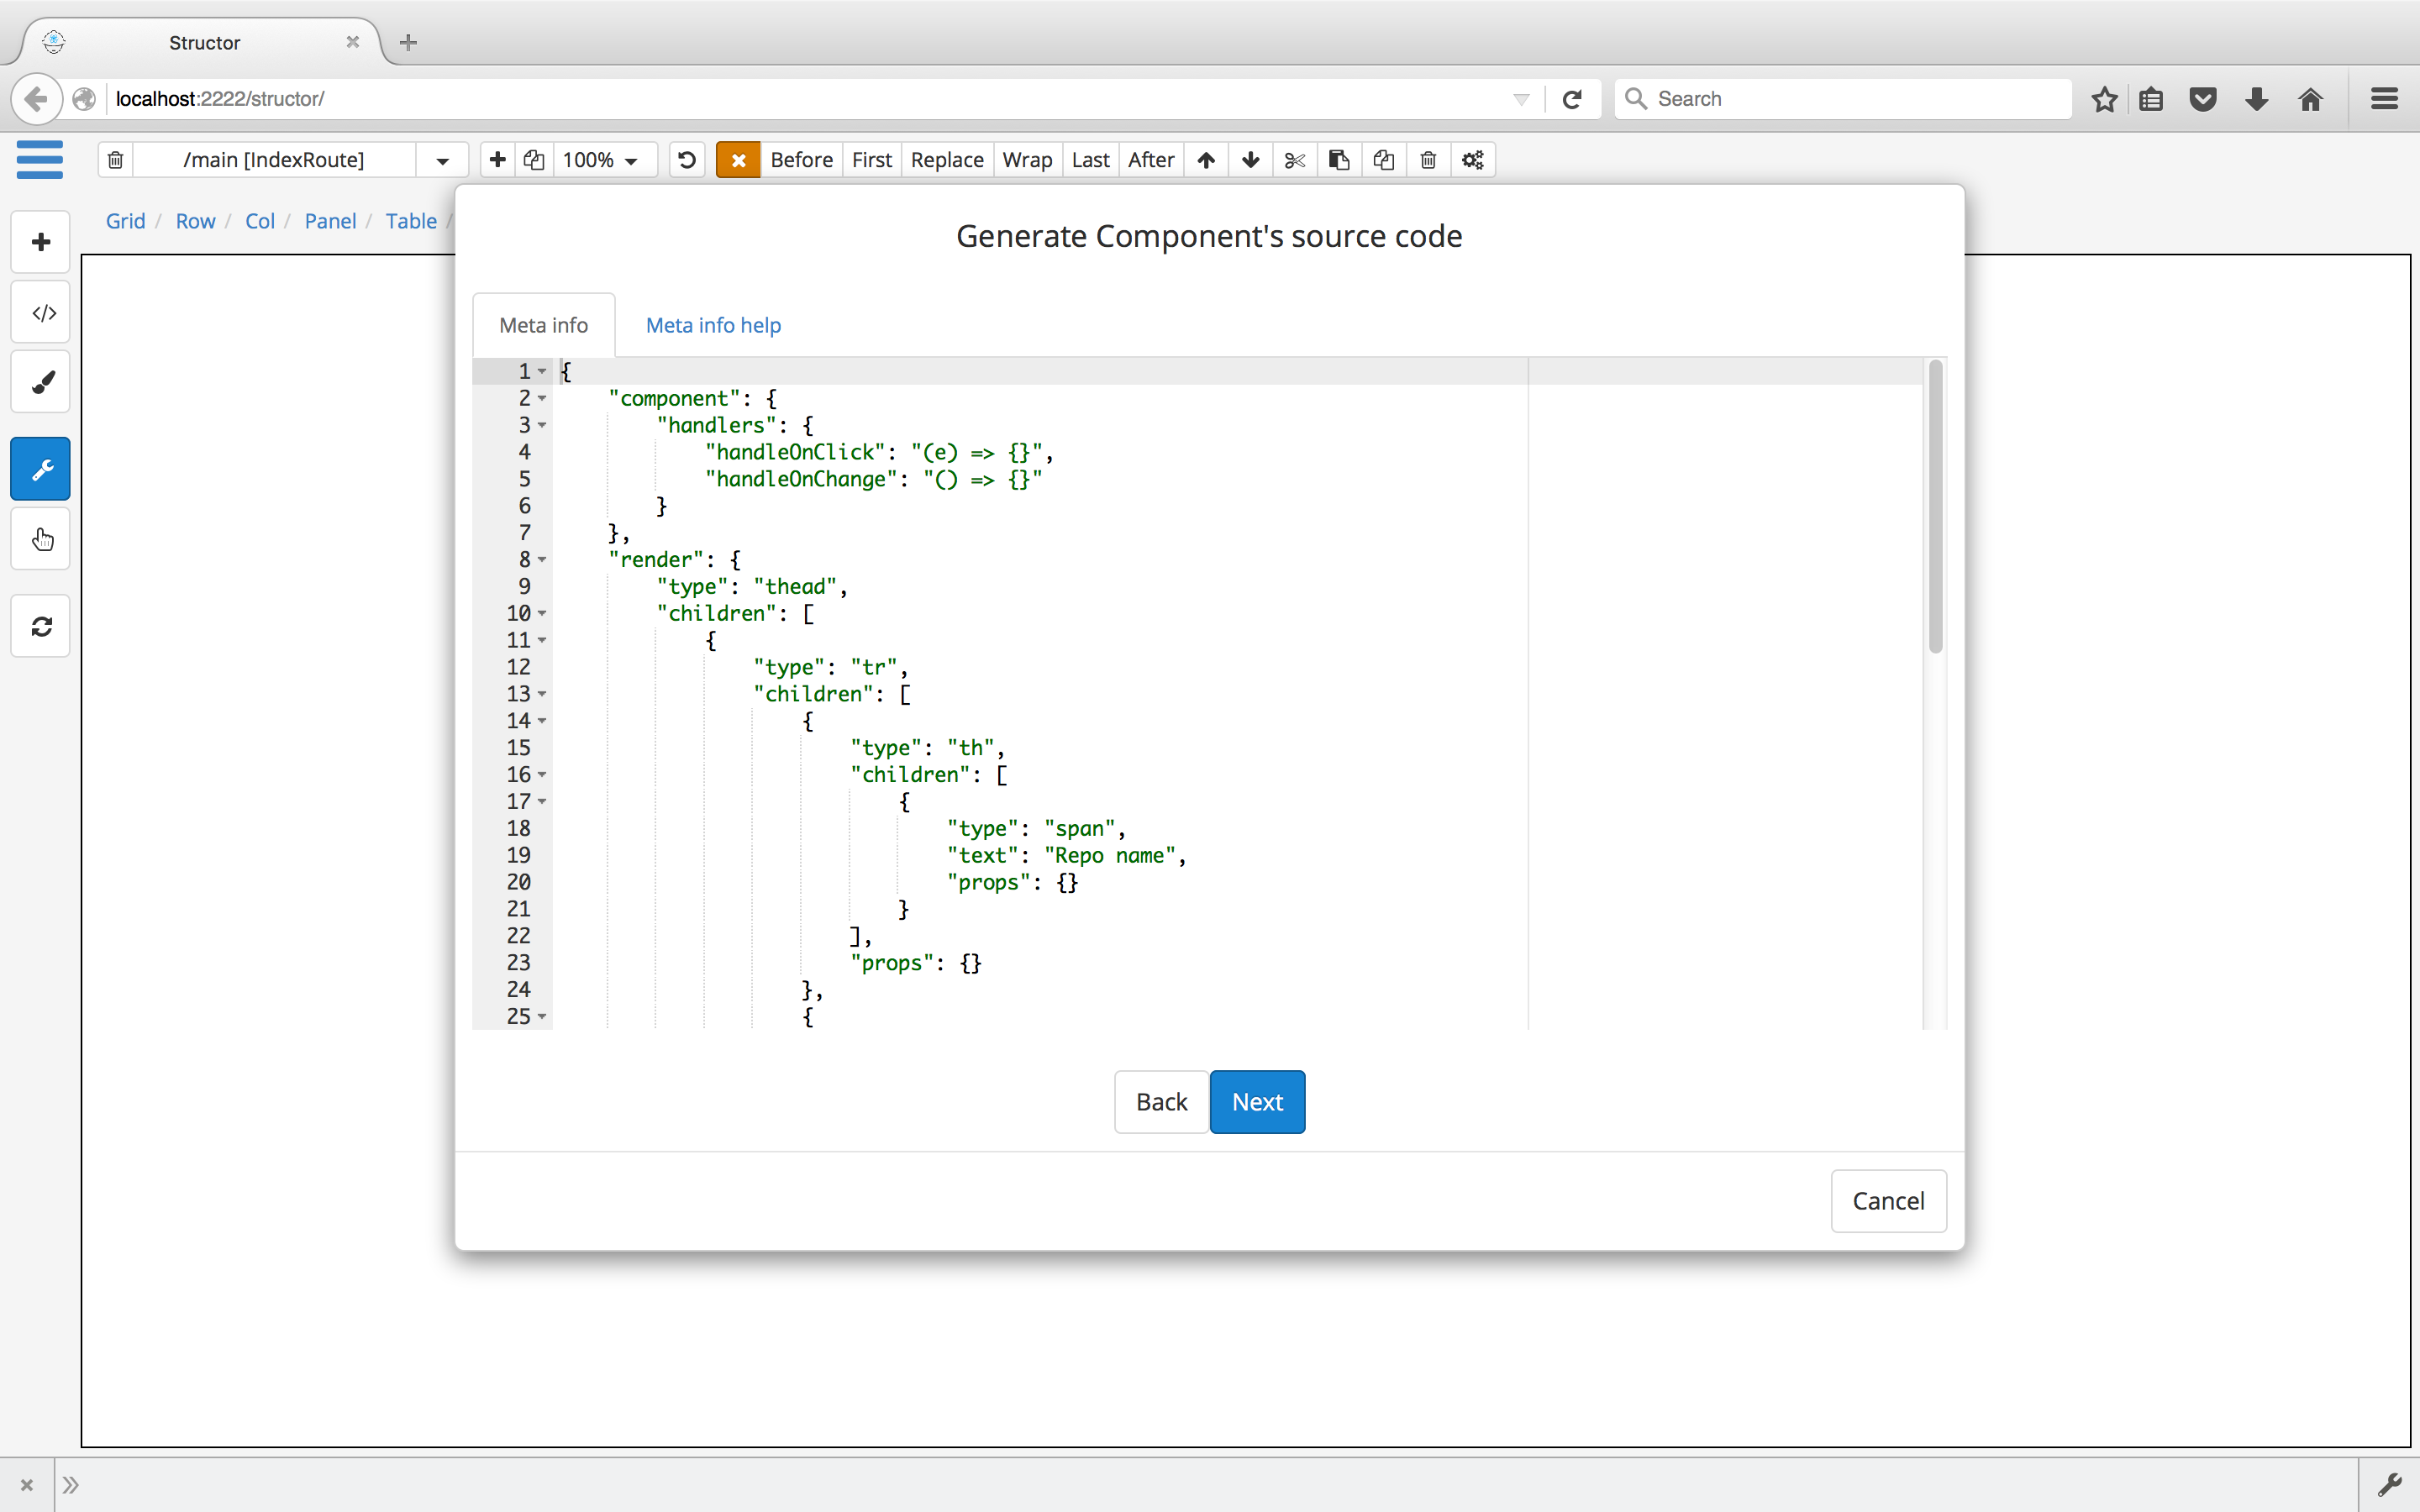 Structor
localhost:2222/structor/
Search
/main [IndexRoute]
100%
Before First Replace Wrap Last After
Grid / Row / Col / Panel / Table /
Generate Component's source code
Meta info Meta info help
1 {
2 "component": {
3 "handlers": {
4 "handleOnClick": "(e) => {}",
5 "handleOnChange": "() => {}"
6 }
7 },
8 "render": {
9 "type": "thead",
10 "children": [
11 {
12 "type": "tr",
13 "children": [
14 {
15 "type": "th",
16 "children": [
17 {
18 "type": "span",
19 "text": "Repo name",
20 "props": {}
21 }
22 ],
23 "props": {}
24 },
25 {
Back Next
Cancel